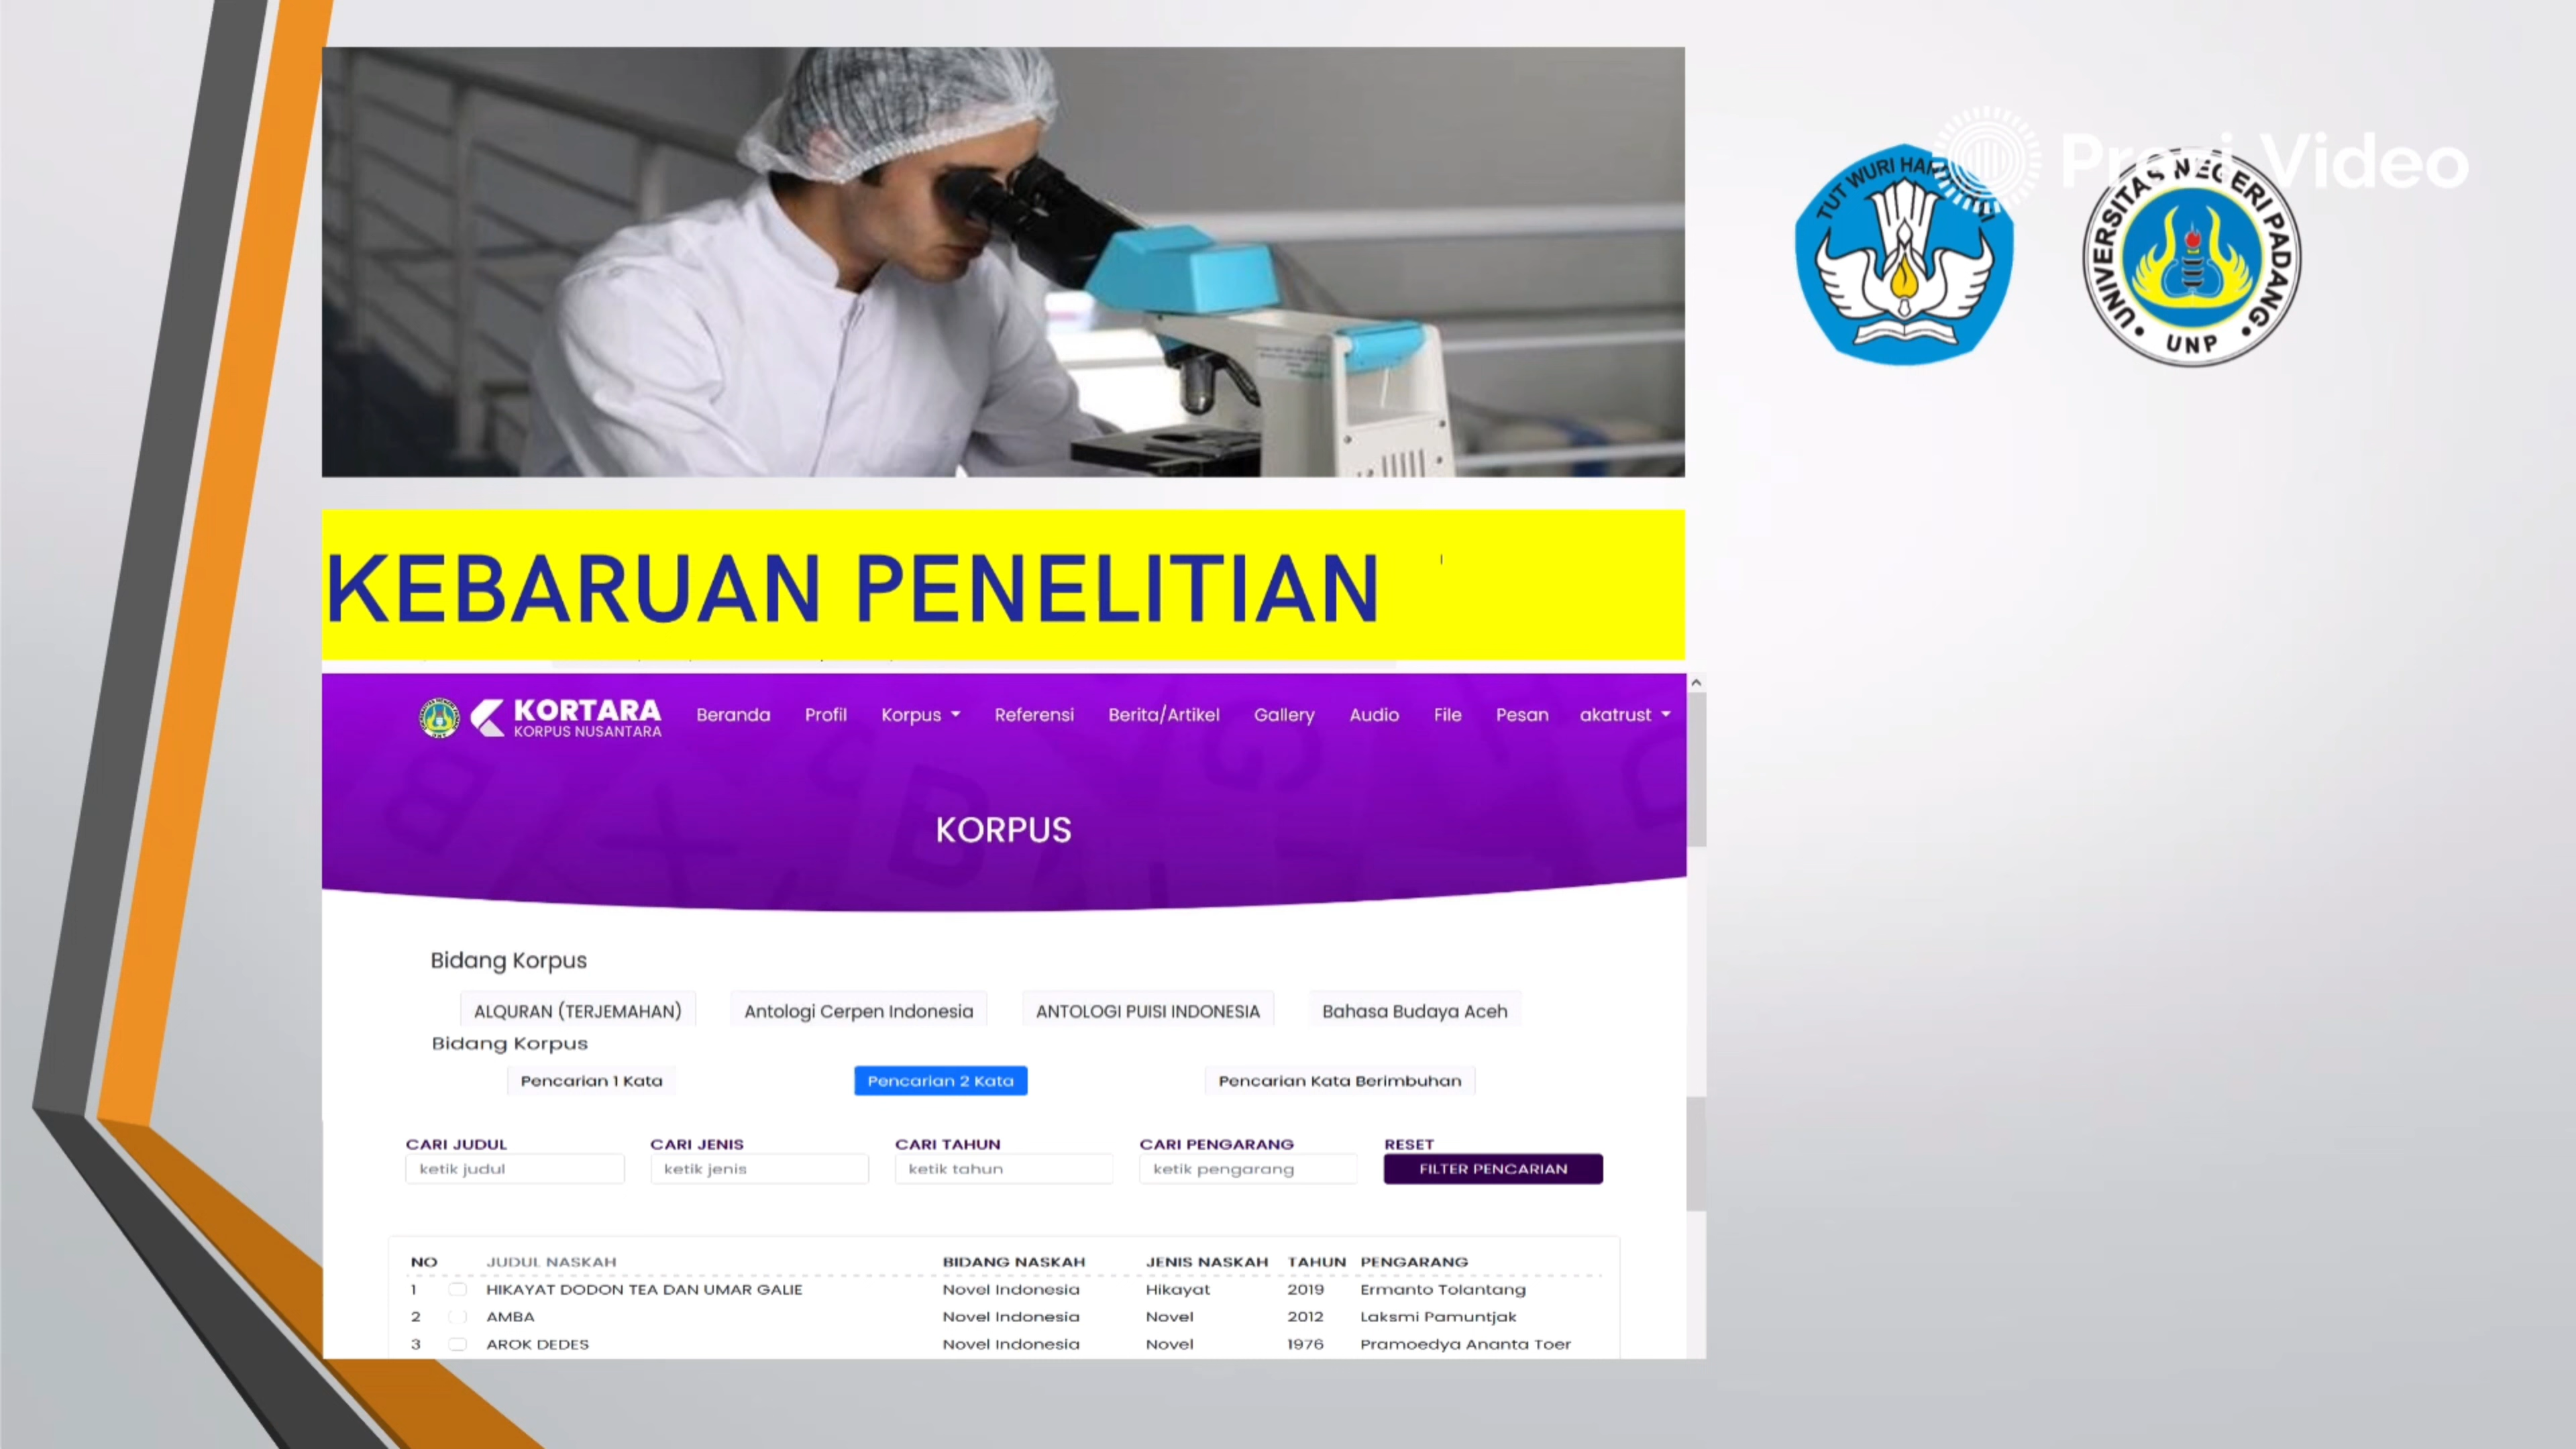 Prezi Video
TUT WURI
UNIVERSITAS NEGERI PADANG
UNP
KEBARUAN PENELITIAN
KORTARA
KORPUS NUSANTARA
Beranda Profil Korpus Referensi Berita/Artikel Gallery Audio File Pesan akatrust
KORPUS
Bidang Korpus
ALQURAN (TERJEMAHAN) Antologi Cerpen Indonesia ANTOLOGI PUISI INDONESIA Bahasa Budaya Aceh
Bidang Korpus
Pencarian 1 Kata Pencarian 2 Kata Pencarian Kata Berimbuhan
CARI JUDUL CARI JENIS CARI TAHUN CARI PENGARANG RESET
ketik judul ketik jenis ketik tahun ketik pengarang FILTER PENCARIAN
NO JUDUL NASKAH BIDANG NASKAH JENIS NASKAH TAHUN PENGARANG
1 HIKAYAT DODON TEA DAN UMAR GALIE Novel Indonesia Hikayat 2019 Ermanto Tolantang
2 AMBA Novel Indonesia Novel 2012 Laksmi Pamuntjak
3 AROK DEDES Novel Indonesia Novel 1976 Pramoedya Ananta Toer